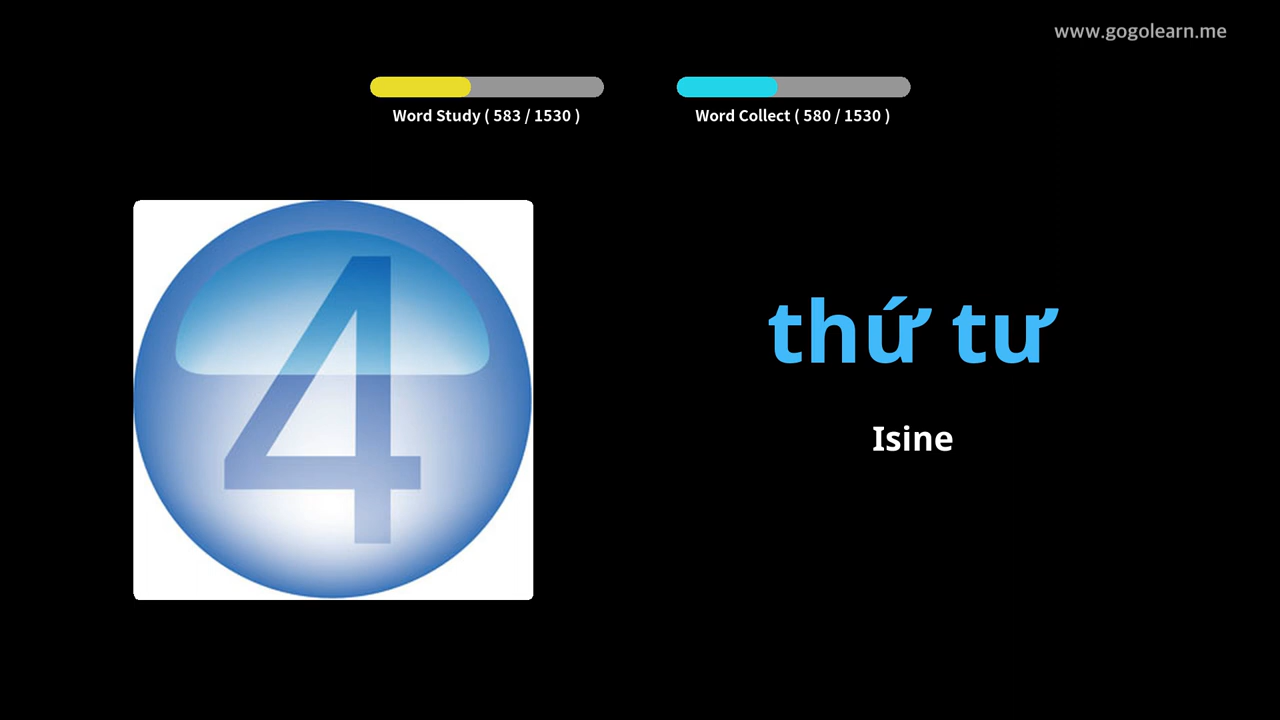 www.gogolearn.me
Word Study ( 583 / 1530 )
Word Collect ( 580 / 1530 )
4
thứ tư
Isine